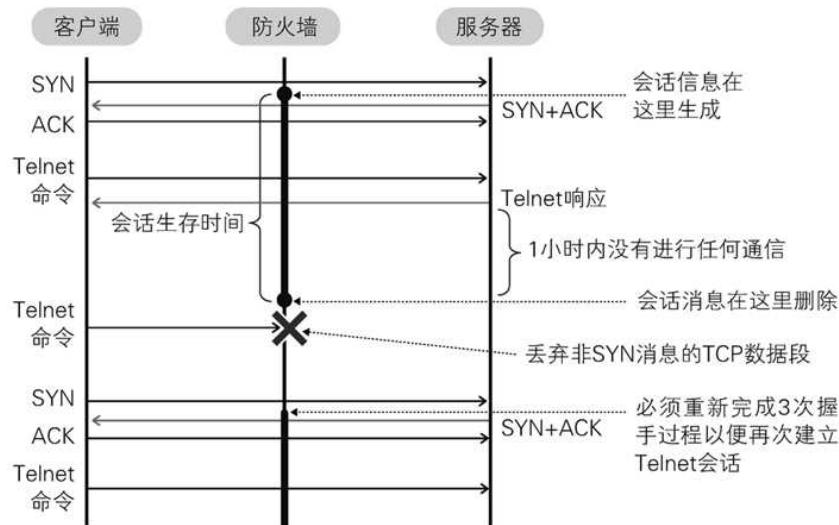 客户端
防火墙
服务器
SYN
会话信息在
这里生成
SYN+ACK
ACK
Telnet
命令
Telnet响应
会话生存时间
1小时内没有进行任何通信
会话消息在这里删除
Telnet
命令
丢弃非SYN消息的TCP数据段
SYN
必须重新完成3次握
手过程以便再次建立
Telnet会话
SYN+ACK
ACK
Telnet
命令